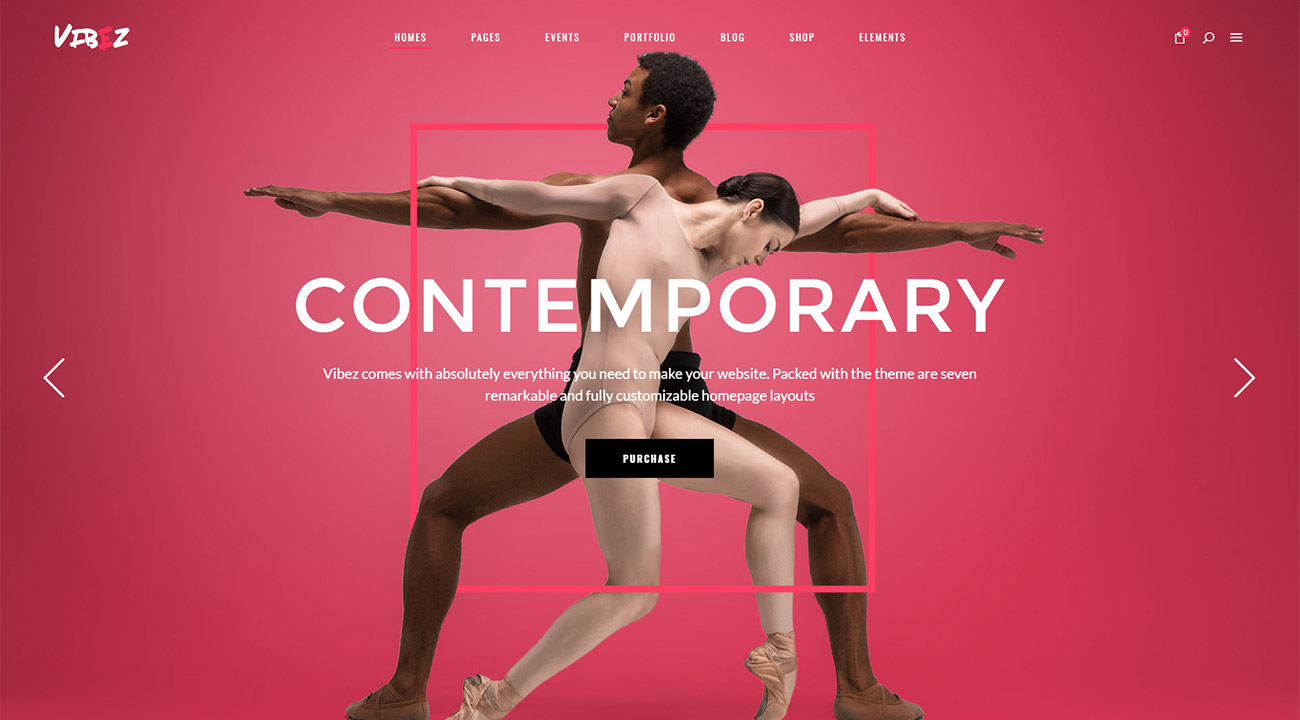 VIBEZ
HOMES PAGES EVENTS PORTFOLIO BLOG SHOP ELEMENTS 0
CONTEMPORARY
Vibez comes with absolutely everything you need to make your website. Packed with the theme are seven
remarkable and fully customizable homepage layouts
PURCHASE